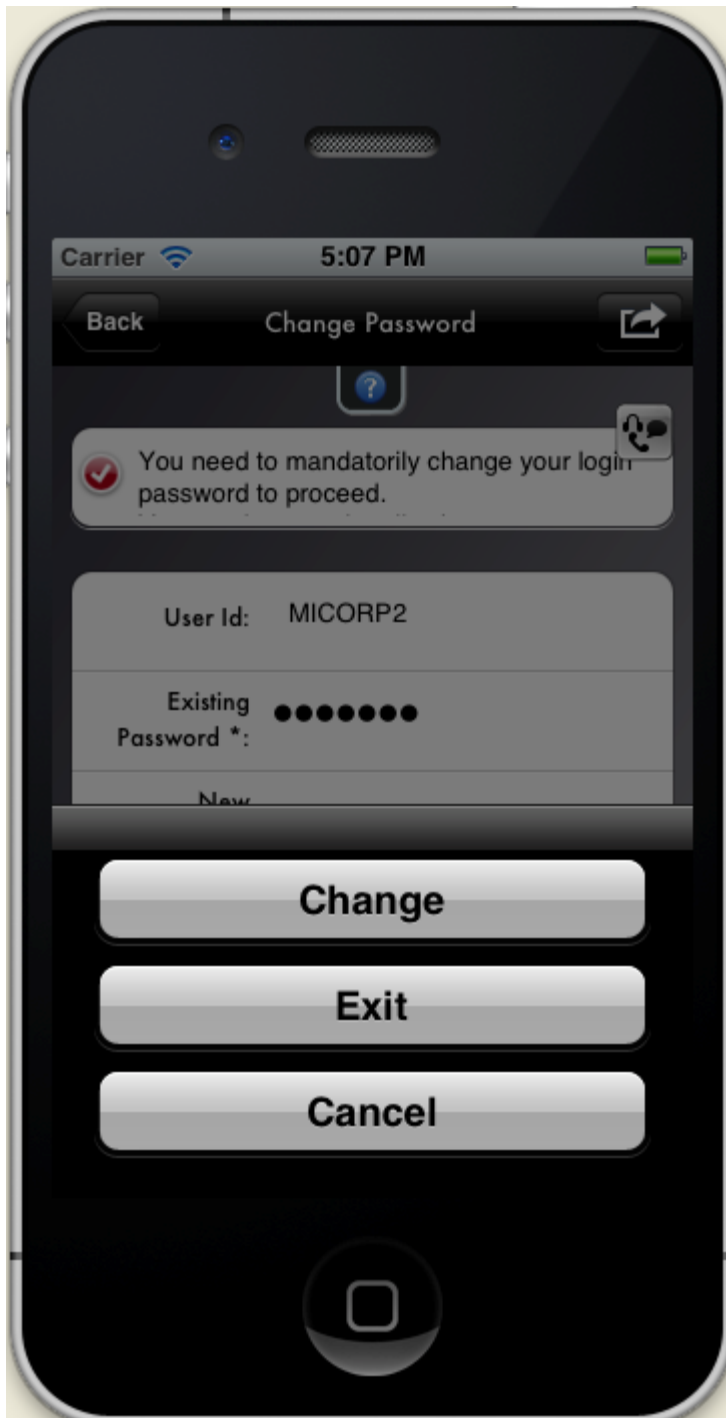 Carrier 5:07 PM
Back Change Password
?
You need to mandatorily change your login
password to proceed.
User Id: MICORP2
Existing
Password *: ●●●●●●●
New
Change
Exit
Cancel